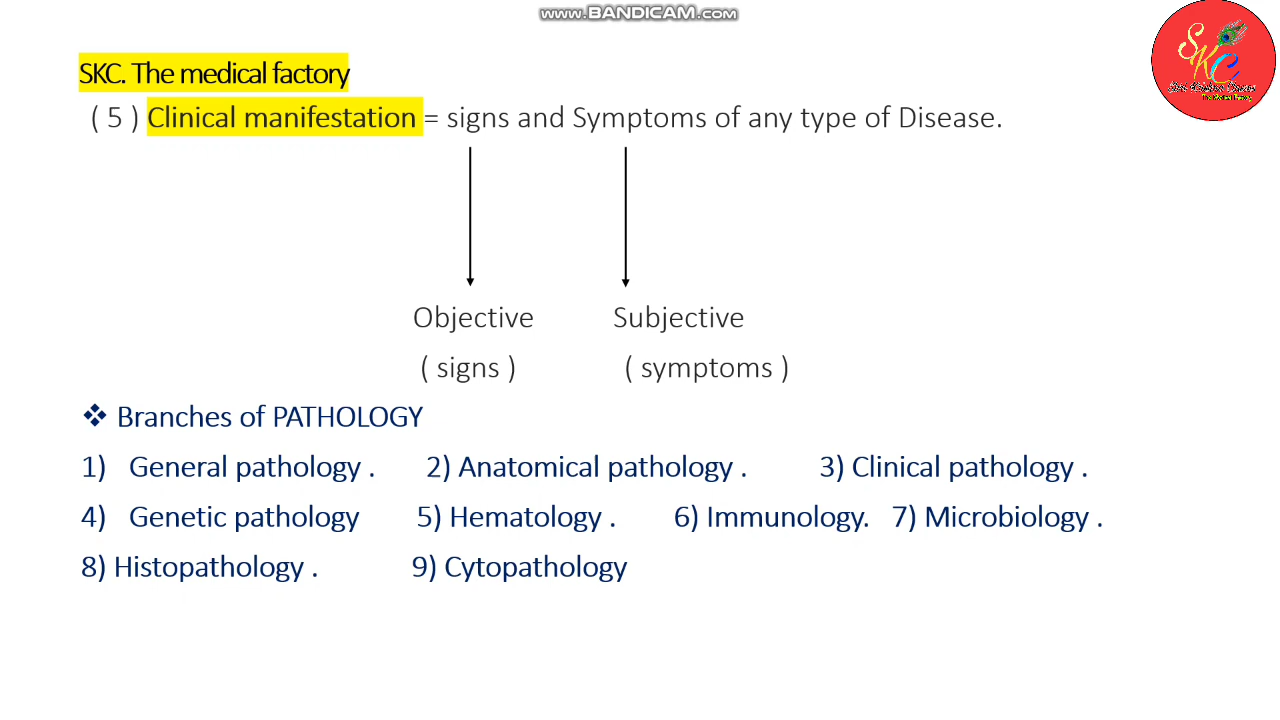 www.BANDICAM.com
SKC
SKC. The medical factory
( 5 ) Clinical manifestation = signs and Symptoms of any type of Disease.
Objective Subjective
( signs ) ( symptoms )
❖ Branches of PATHOLOGY
1) General pathology . 2) Anatomical pathology . 3) Clinical pathology .
4) Genetic pathology 5) Hematology . 6) Immunology. 7) Microbiology .
8) Histopathology . 9) Cytopathology